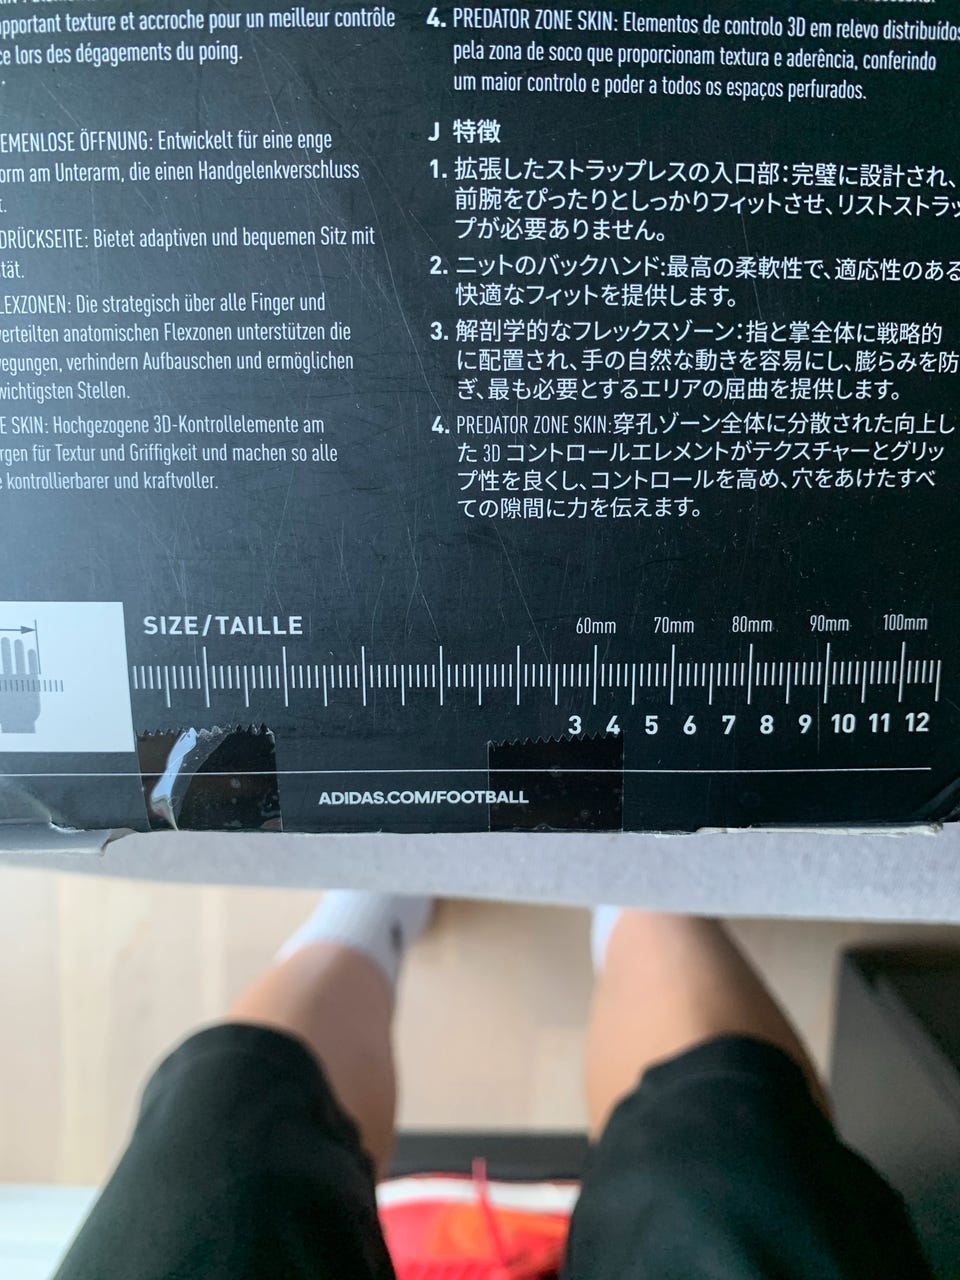 apportant texture et accroche pour un meilleur contrôle
lors des dégagements du poing.
ÖFFNUNG: Entwickelt für eine enge
am Unterarm, die einen Handgelenkverschluss
Bietet adaptiven und bequemen Sitz mit
Die strategisch über alle Finger und
verteilten anatomischen Flexzonen unterstützen die
verhindern Aufbauschen und ermöglichen
wichtigsten Stellen.
SKIN: Hochgezogene 3D-Kontrollelemente am
für Textur und Griffigkeit und machen so alle
kontrollierbarer und kraftvoller.
4. PREDATOR ZONE SKIN: Elementos de controlo 3D em relevo distribuídos
pela zona de soco que proporcionam textura e aderência, conferindo
um maior controlo e poder a todos os espaços perfurados.
J 特徴
1. 拡張したストラップレスの入口部：完璧に設計され、
前腕をぴったりとしっかりフィットさせ、リストストラッ
プが必要ありません。
2. ニットのバックハンド:最高の柔軟性で、適応性のある
快適なフィットを提供します。
3. 解剖学的なフレックスゾーン：指と掌全体に戦略的
に配置され、手の自然な動きを容易にし、膨らみを防
ぎ、最も必要とするエリアの屈曲を提供します。
4. PREDATOR ZONE SKIN:穿孔ゾーン全体に分散された向上し
た 3D コントロールエレメントがテクスチャーとグリッ
プ性を良くし、コントロールを高め、穴をあけたすべ
ての隙間に力を伝えます。
SIZE/TAILLE
60mm 70mm 80mm 90mm 100mm
3 4 5 6 7 8 9 10 11 12
ADIDAS.COM/FOOTBALL